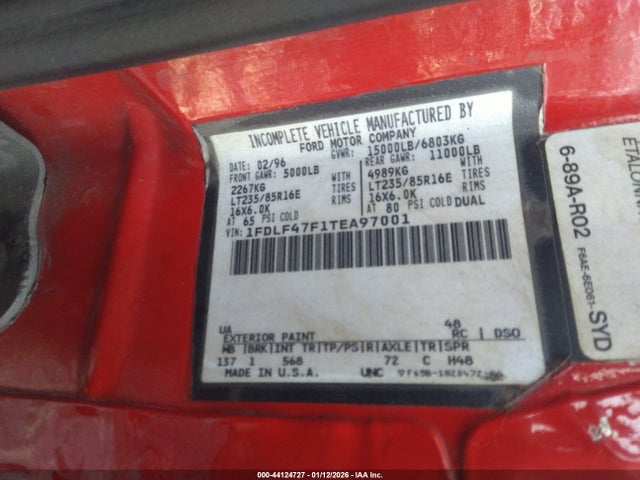 INCOMPLETE VEHICLE MANUFACTURED BY
FORD MOTOR COMPANY
DATE: 02/96 GVWR: 15000LB/6803KG
FRONT GAWR: 5000LB REAR GAWR: 11000LB
2267KG WITH 4989KG WITH
LT235/85R16E TIRES LT235/85R16E TIRES
16X6.0K RIMS 16X6.0K RIMS
AT 65 PSI COLD AT 80 PSI COLD DUAL
VIN: 1FDLF47F1TEA97001
UA 48
EXTERIOR PAINT RC DSO
WB BRK INT TR TP/PS R AXLE TR SPR
137 1 568 72 C H48
MADE IN U.S.A. UNC
6-89A-R02
F6AE-6E061-SYD
000-44124727 - 01/12/2026 - IAA Inc.